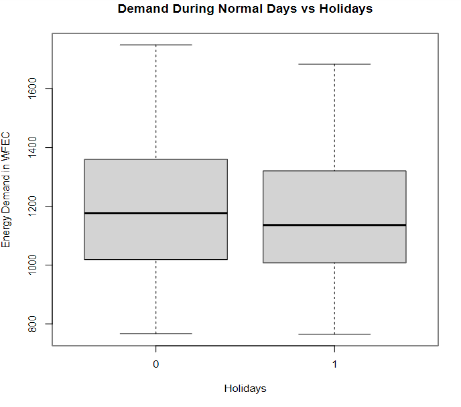 Demand During Normal Days vs Holidays
Energy Demand in WFEC
1600
1400
1200
1000
800
0 1
Holidays